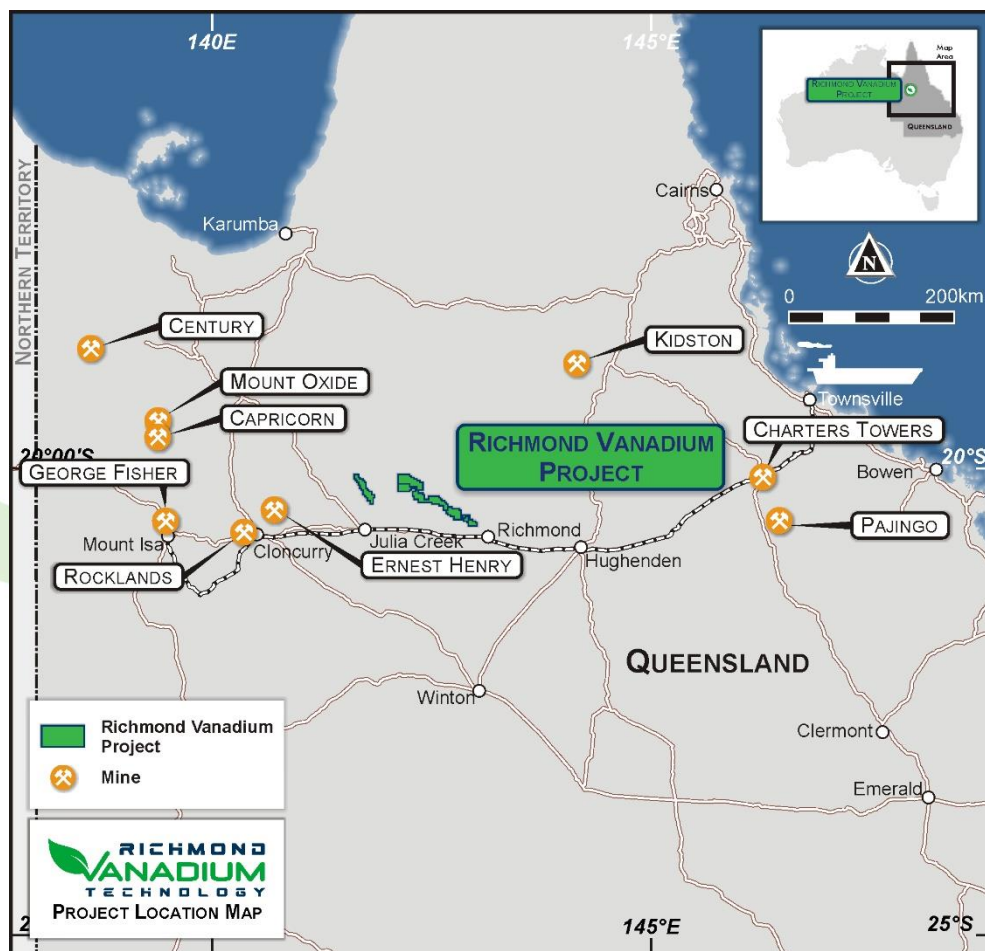 140E
145°E
Map
Area
RICHMOND VANADIUM
PROJECT
QUEENSLAND
NORTHERN TERRITORY
Cairns
Karumba
N
0 200km
CENTURY
KIDSTON
MOUNT OXIDE
CAPRICORN
Townsville
CHARTERS TOWERS
RICHMOND VANADIUM
PROJECT
20°00'S
20°S
GEORGE FISHER
Bowen
PAJINGO
Mount Isa
Cloncurry
Julia Creek
Richmond
Hughenden
ROCKLANDS
ERNEST HENRY
QUEENSLAND
Winton
Clermont
Emerald
Richmond Vanadium
Project
Mine
RICHMOND
VANADIUM
TECHNOLOGY
PROJECT LOCATION MAP
145°E
25°S